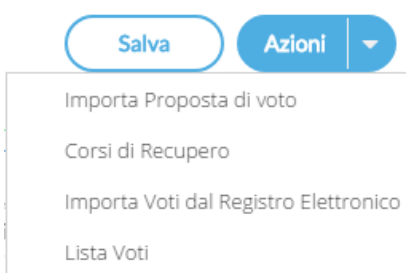 Salva
Azioni
Importa Proposta di voto
Corsi di Recupero
Importa Voti dal Registro Elettronico
Lista Voti